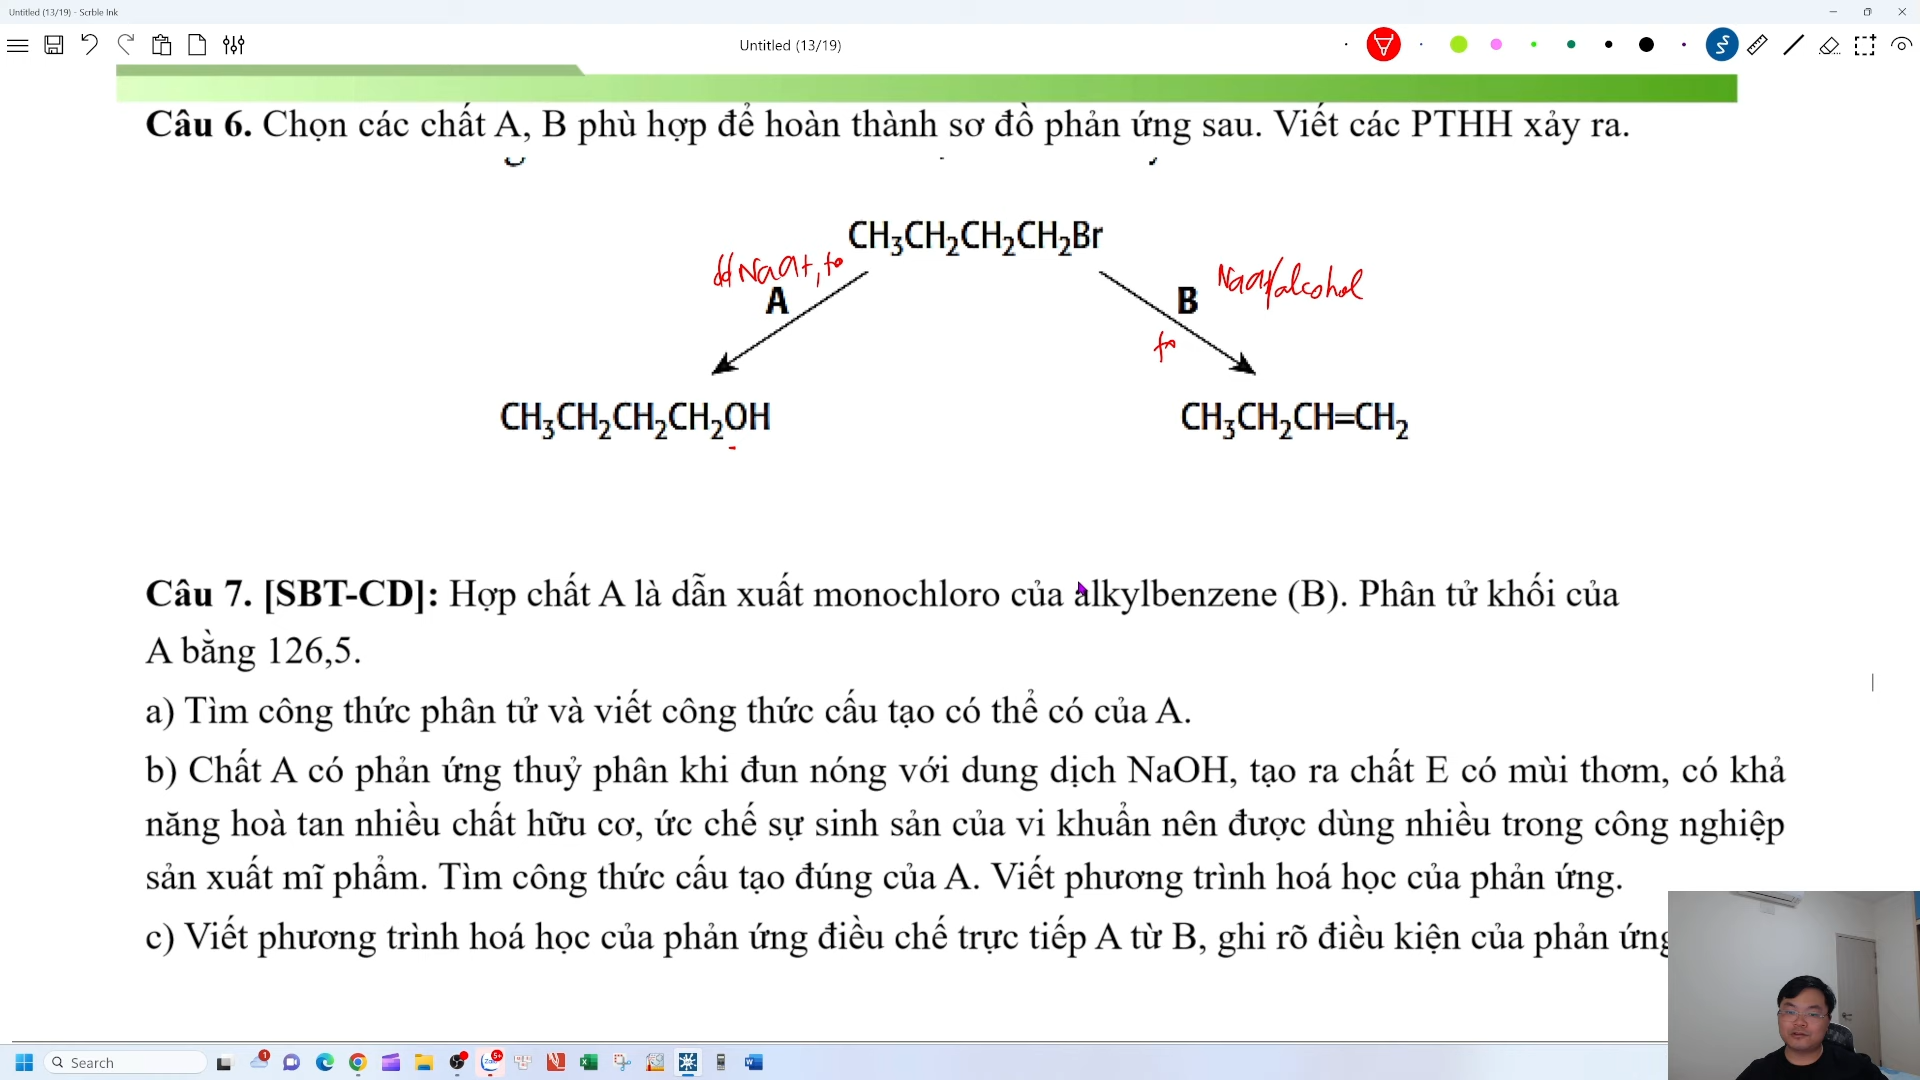 Untitled (13/19) - Scrble Ink
Untitled (13/19)
Câu 6. Chọn các chất A, B phù hợp để hoàn thành sơ đồ phản ứng sau. Viết các PTHH xảy ra.
CH3CH2CH2CH2Br
dd NaOH, to
A
B
NaOH/alcohol
to
CH3CH2CH2CH2OH
CH3CH2CH=CH2
Câu 7. [SBT-CD]: Hợp chất A là dẫn xuất monochloro của alkylbenzene (B). Phân tử khối của
A bằng 126,5.
a) Tìm công thức phân tử và viết công thức cấu tạo có thể có của A.
b) Chất A có phản ứng thuỷ phân khi đun nóng với dung dịch NaOH, tạo ra chất E có mùi thơm, có khả
năng hoà tan nhiều chất hữu cơ, ức chế sự sinh sản của vi khuẩn nên được dùng nhiều trong công nghiệp
sản xuất mĩ phẩm. Tìm công thức cấu tạo đúng của A. Viết phương trình hoá học của phản ứng.
c) Viết phương trình hoá học của phản ứng điều chế trực tiếp A từ B, ghi rõ điều kiện của phản ứng
Search